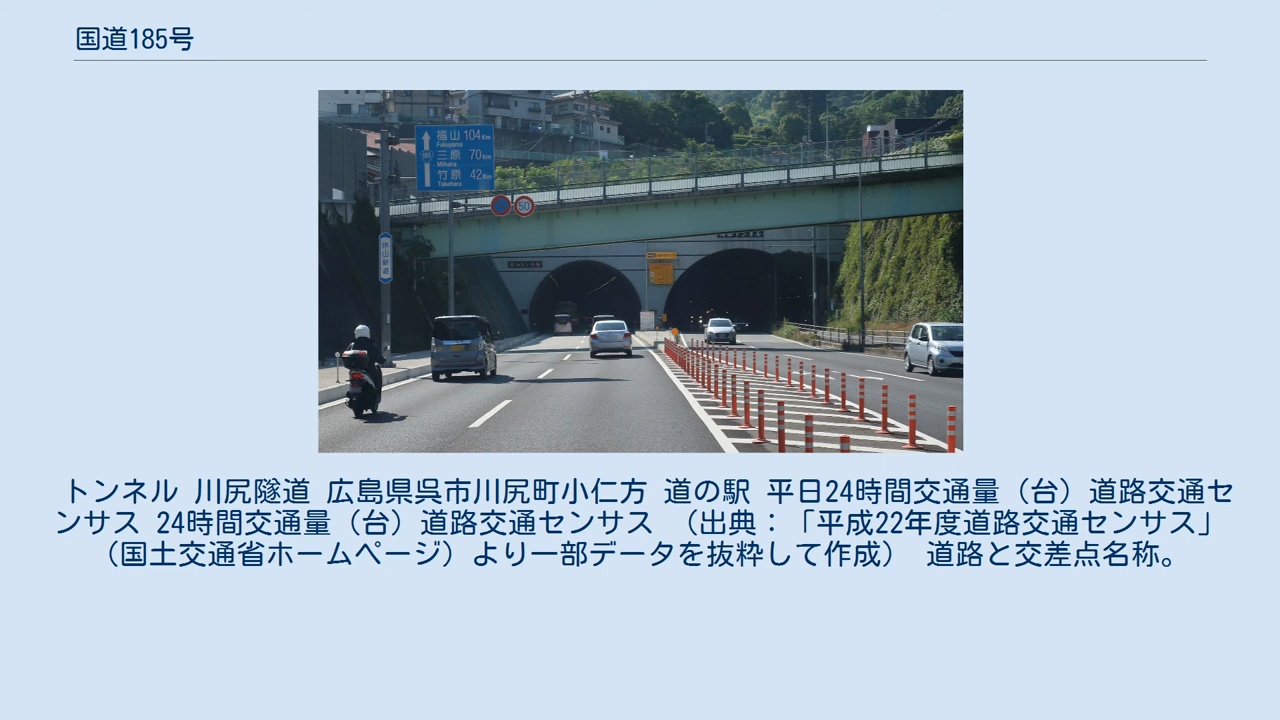 国道185号
福山 104Km
Fukuyama
185
三原 70Km
Mihara
竹原 42Km
Takehara
50
休山新道
トンネル 川尻隧道 広島県呉市川尻町小仁方 道の駅 平日24時間交通量（台）道路交通セ
ンサス 24時間交通量（台）道路交通センサス （出典：「平成22年度道路交通センサス」
（国土交通省ホームページ）より一部データを抜粋して作成） 道路と交差点名称。